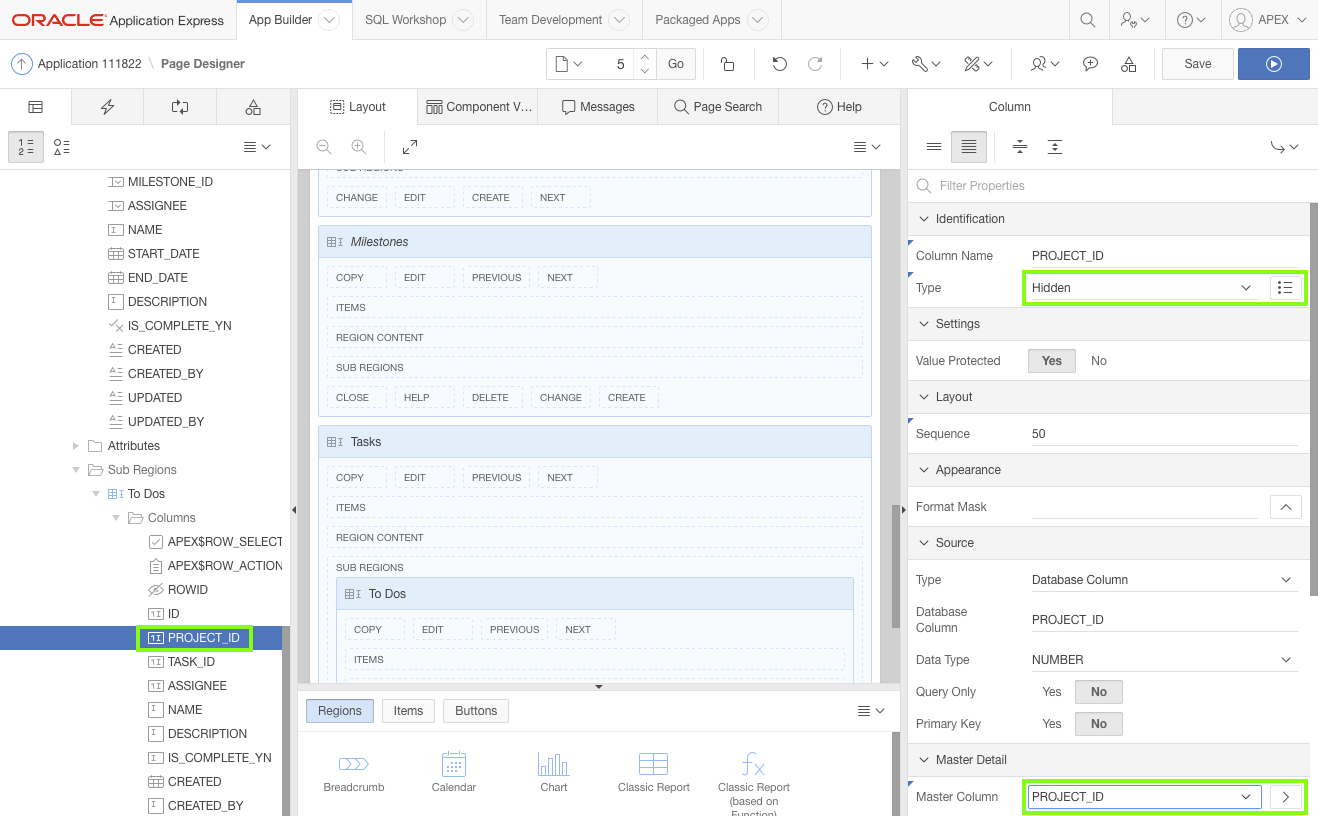 ORACLE Application Express
App Builder
SQL Workshop
Team Development
Packaged Apps
APEX
Application 111822 \ Page Designer
5
Go
Save
Layout
Component V...
Messages
Page Search
Help
Column
Filter Properties
MILESTONE_ID
ASSIGNEE
NAME
START_DATE
END_DATE
DESCRIPTION
IS_COMPLETE_YN
CREATED
CREATED_BY
UPDATED
UPDATED_BY
Attributes
Sub Regions
To Dos
Columns
APEX$ROW_SELECT
APEX$ROW_ACTION
ROWID
ID
PROJECT_ID
TASK_ID
ASSIGNEE
NAME
DESCRIPTION
IS_COMPLETE_YN
CREATED
CREATED_BY
SUB REGIONS
CHANGE EDIT CREATE NEXT
Milestones
COPY EDIT PREVIOUS NEXT
ITEMS
REGION CONTENT
SUB REGIONS
CLOSE HELP DELETE CHANGE CREATE
Tasks
COPY EDIT PREVIOUS NEXT
ITEMS
REGION CONTENT
SUB REGIONS
To Dos
COPY EDIT PREVIOUS NEXT
ITEMS
Regions Items Buttons
Breadcrumb
Calendar
Chart
Classic Report
Classic Report
(based on
Function)
Identification
Column Name PROJECT_ID
Type Hidden
Settings
Value Protected Yes No
Layout
Sequence 50
Appearance
Format Mask
Source
Type Database Column
Database
Column
PROJECT_ID
Data Type NUMBER
Query Only Yes No
Primary Key Yes No
Master Detail
Master Column PROJECT_ID